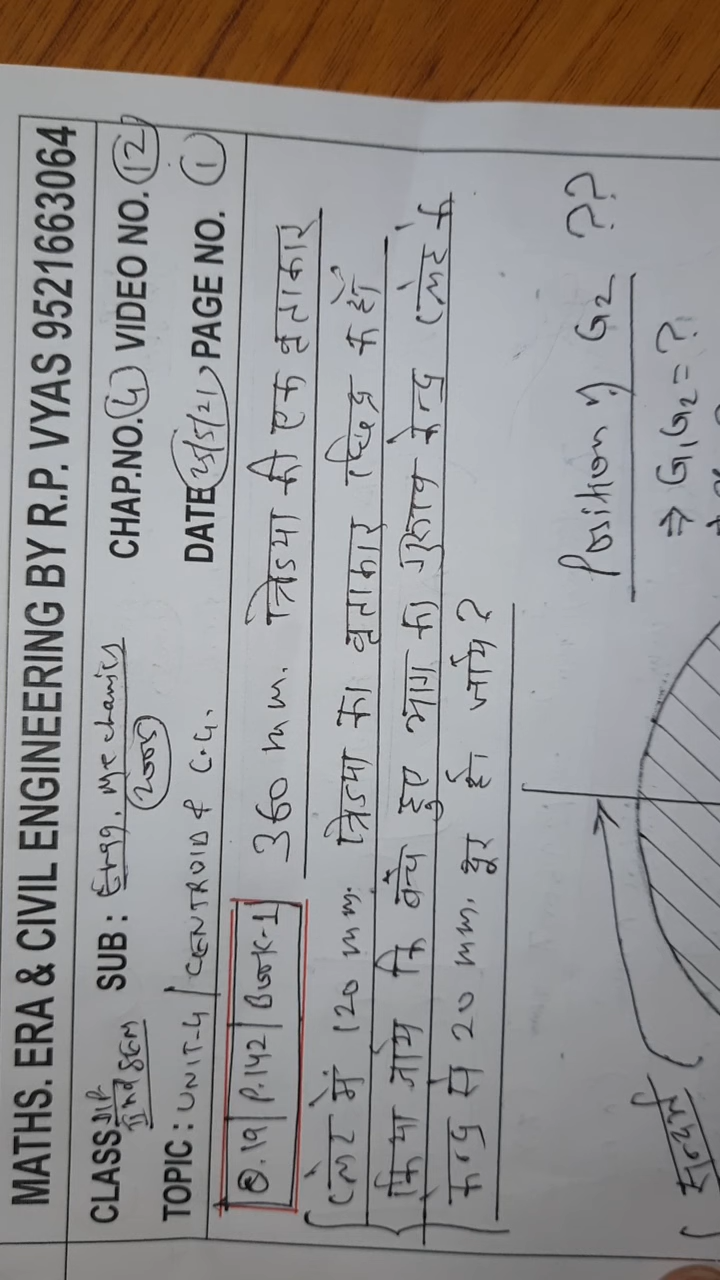 MATHS. ERA & CIVIL ENGINEERING BY R.P. VYAS 9521663064
CLASS DIP. IInd SEM SUB : Engg. Mechanics CHAP.NO. 4 VIDEO NO. 12
2005
TOPIC : UNIT-4 / CENTROID & C.G. DATE 25/5/21 PAGE NO. 1
Q.19 / P.142 / BOOK-1 360 mm. त्रिज्या की एक वृताकार
प्लेट में 120 mm. त्रिज्या का वृताकार छिद्र कहाँ
किया जाये कि बचे हुए भाग का गुरुत्व केन्द्र प्लेट के
केन्द्र से 20 mm. दूर हो जाये?
Position of G2 ??
⇒ G1G2 = ?